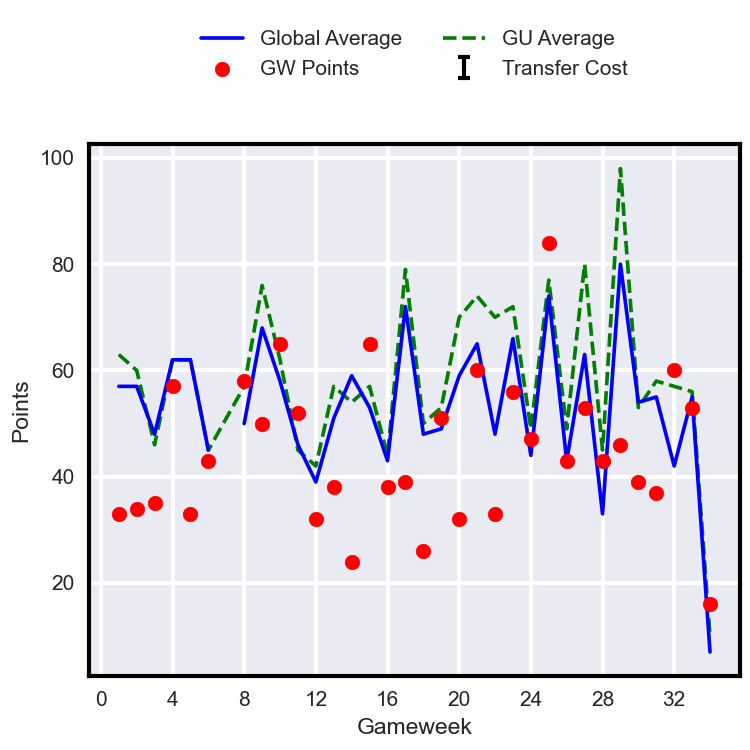 Global Average
GU Average
GW Points
Transfer Cost
100
80
60
40
20
Points
0 4 8 12 16 20 24 28 32
Gameweek